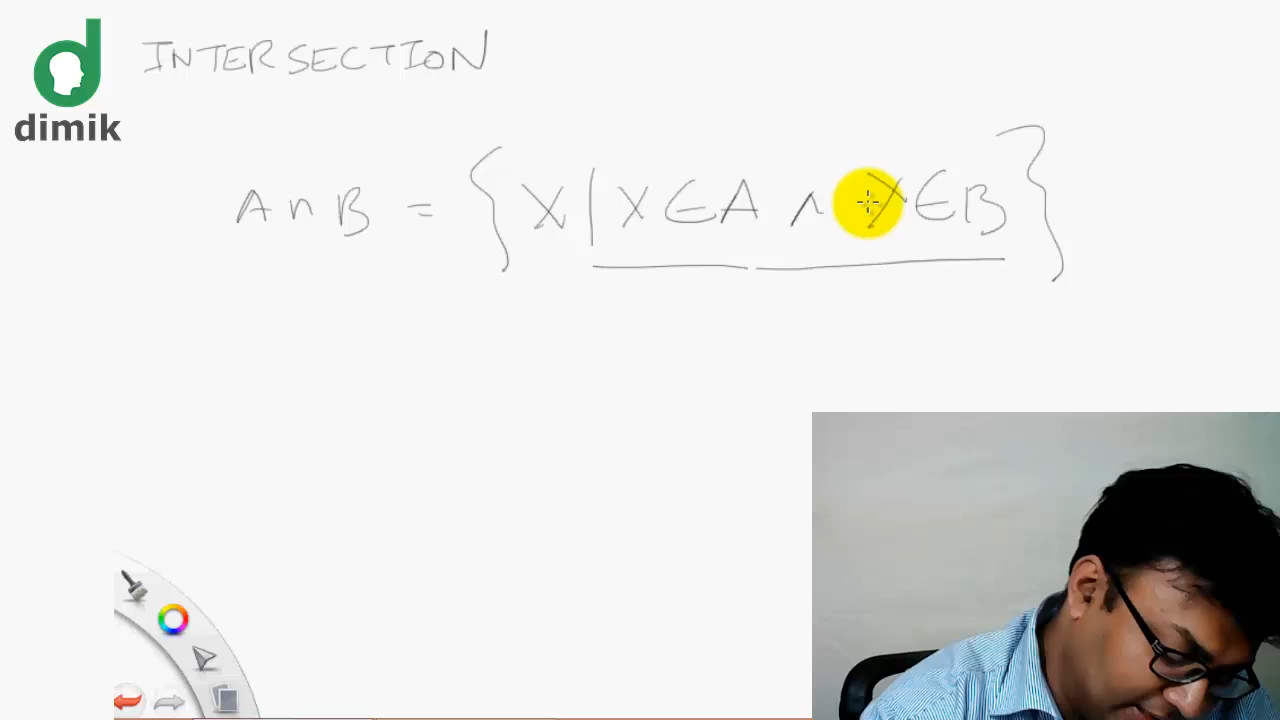 dimik
INTERSECTION
A ∩ B = { X | X ∈ A ∧ X ∈ B }